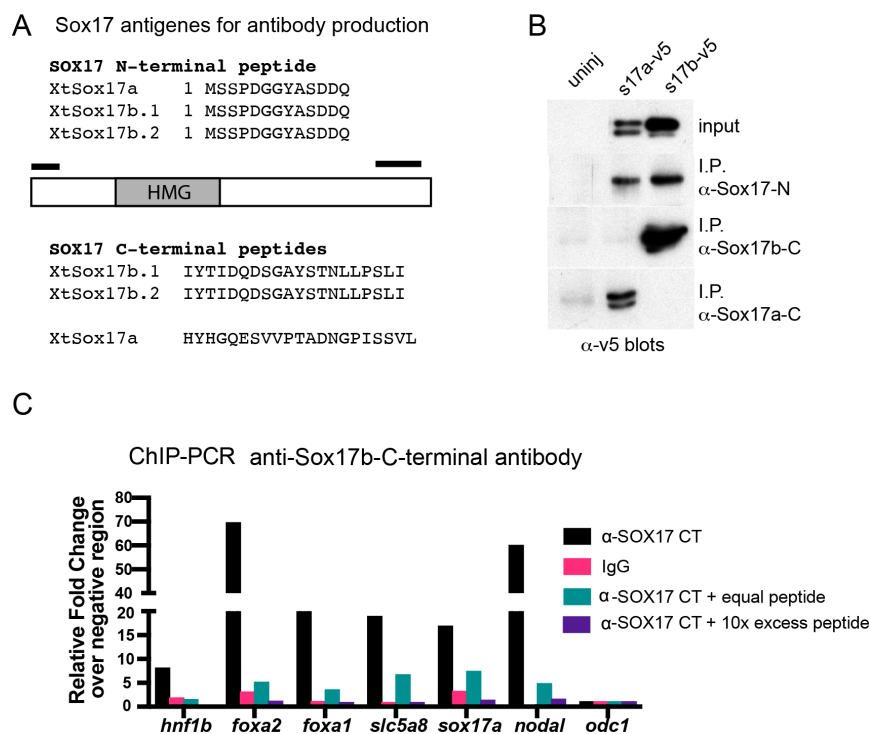 A
Sox17 antigenes for antibody production
SOX17 N-terminal peptide
XtSox17a 1 MSSPDGGYASDDQ
XtSox17b.1 1 MSSPDGGYASDDQ
XtSox17b.2 1 MSSPDGGYASDDQ
HMG
SOX17 C-terminal peptides
XtSox17b.1 IYTIDQDSGAYSTNLLPSLI
XtSox17b.2 IYTIDQDSGAYSTNLLPSLI
XtSox17a HYHGQESVVPTADNGPISSVL
B
uninj
s17a-v5
s17b-v5
input
I.P.
α-Sox17-N
I.P.
α-Sox17b-C
I.P.
α-Sox17a-C
α-v5 blots
C
ChIP-PCR anti-Sox17b-C-terminal antibody
Relative Fold Change
over negative region
80
70
60
50
40
20
15
10
5
0
hnf1b foxa2 foxa1 slc5a8 sox17a nodal odc1
α-SOX17 CT
IgG
α-SOX17 CT + equal peptide
α-SOX17 CT + 10x excess peptide